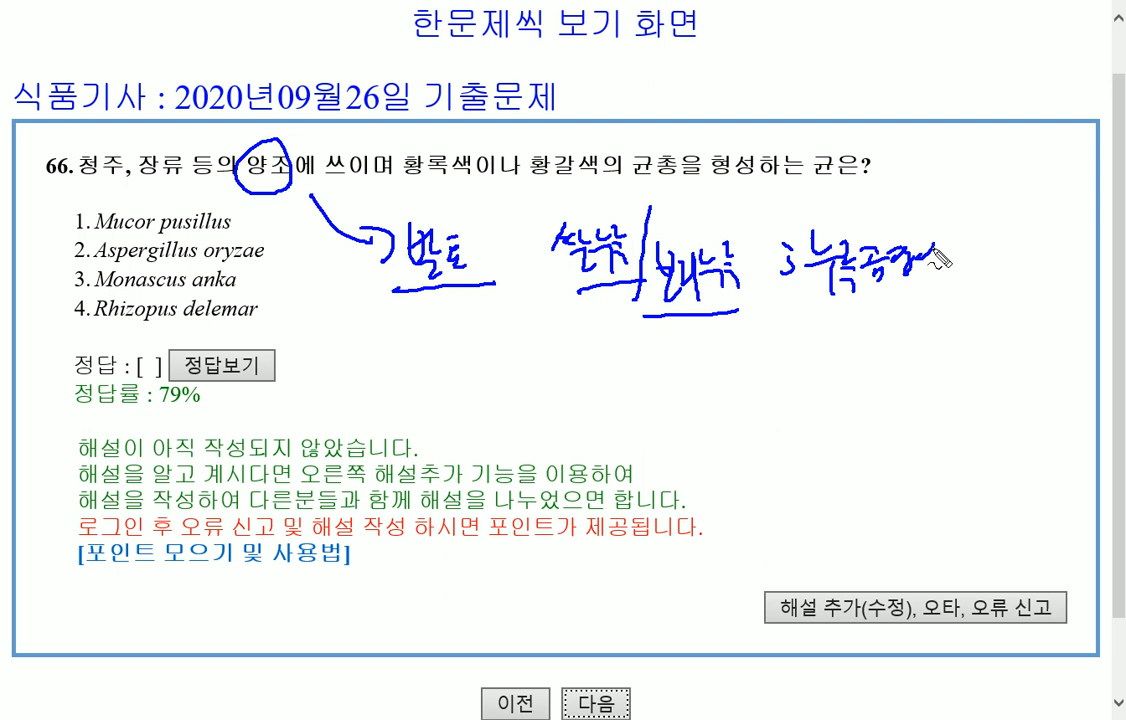 한문제씩 보기 화면
식품기사 : 2020년09월26일 기출문제
66. 청주, 장류 등의 양조에 쓰이며 황록색이나 황갈색의 균총을 형성하는 균은?
1. Mucor pusillus
2. Aspergillus oryzae
3. Monascus anka
4. Rhizopus delemar
발효 쌀누룩 보리누룩 누룩곰팡
정답 : [ ] 정답보기
정답률 : 79%
해설이 아직 작성되지 않았습니다.
해설을 알고 계시다면 오른쪽 해설추가 기능을 이용하여
해설을 작성하여 다른분들과 함께 해설을 나누었으면 합니다.
로그인 후 오류 신고 및 해설 작성 하시면 포인트가 제공됩니다.
[포인트 모으기 및 사용법]
해설 추가(수정), 오타, 오류 신고
이전 다음